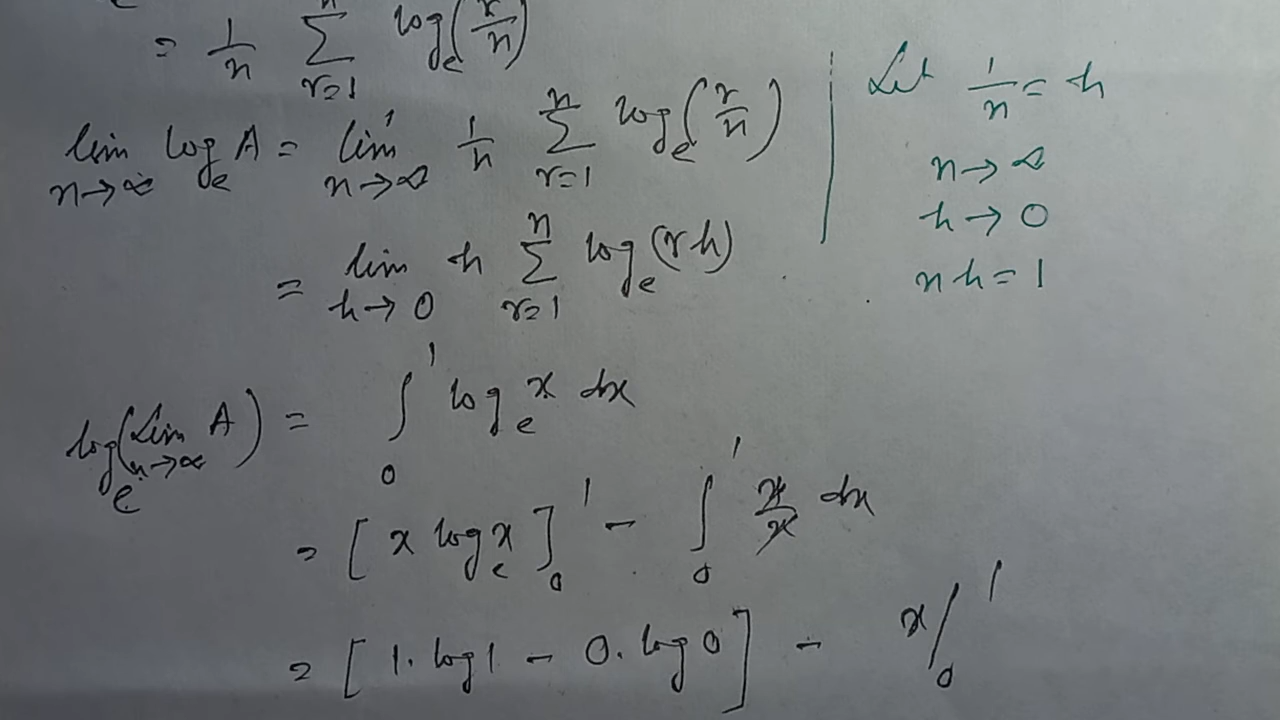 = 1/n Σ_{r=1}^{n} log_e(r/n)
lim_{n→∞} log_e A = lim_{n→∞} 1/n Σ_{r=1}^{n} log_e(r/n)
= lim_{h→0} h Σ_{r=1}^{n} log_e(rh)
log_e(Lim_{n→∞} A) = ∫_0^1 log_e x dx
= [x log_e x]_0^1 - ∫_0^1 x/x dx
= [1. log 1 - 0. log 0] - x/_0^1
Let 1/n = h
n→∞
h→0
nh = 1